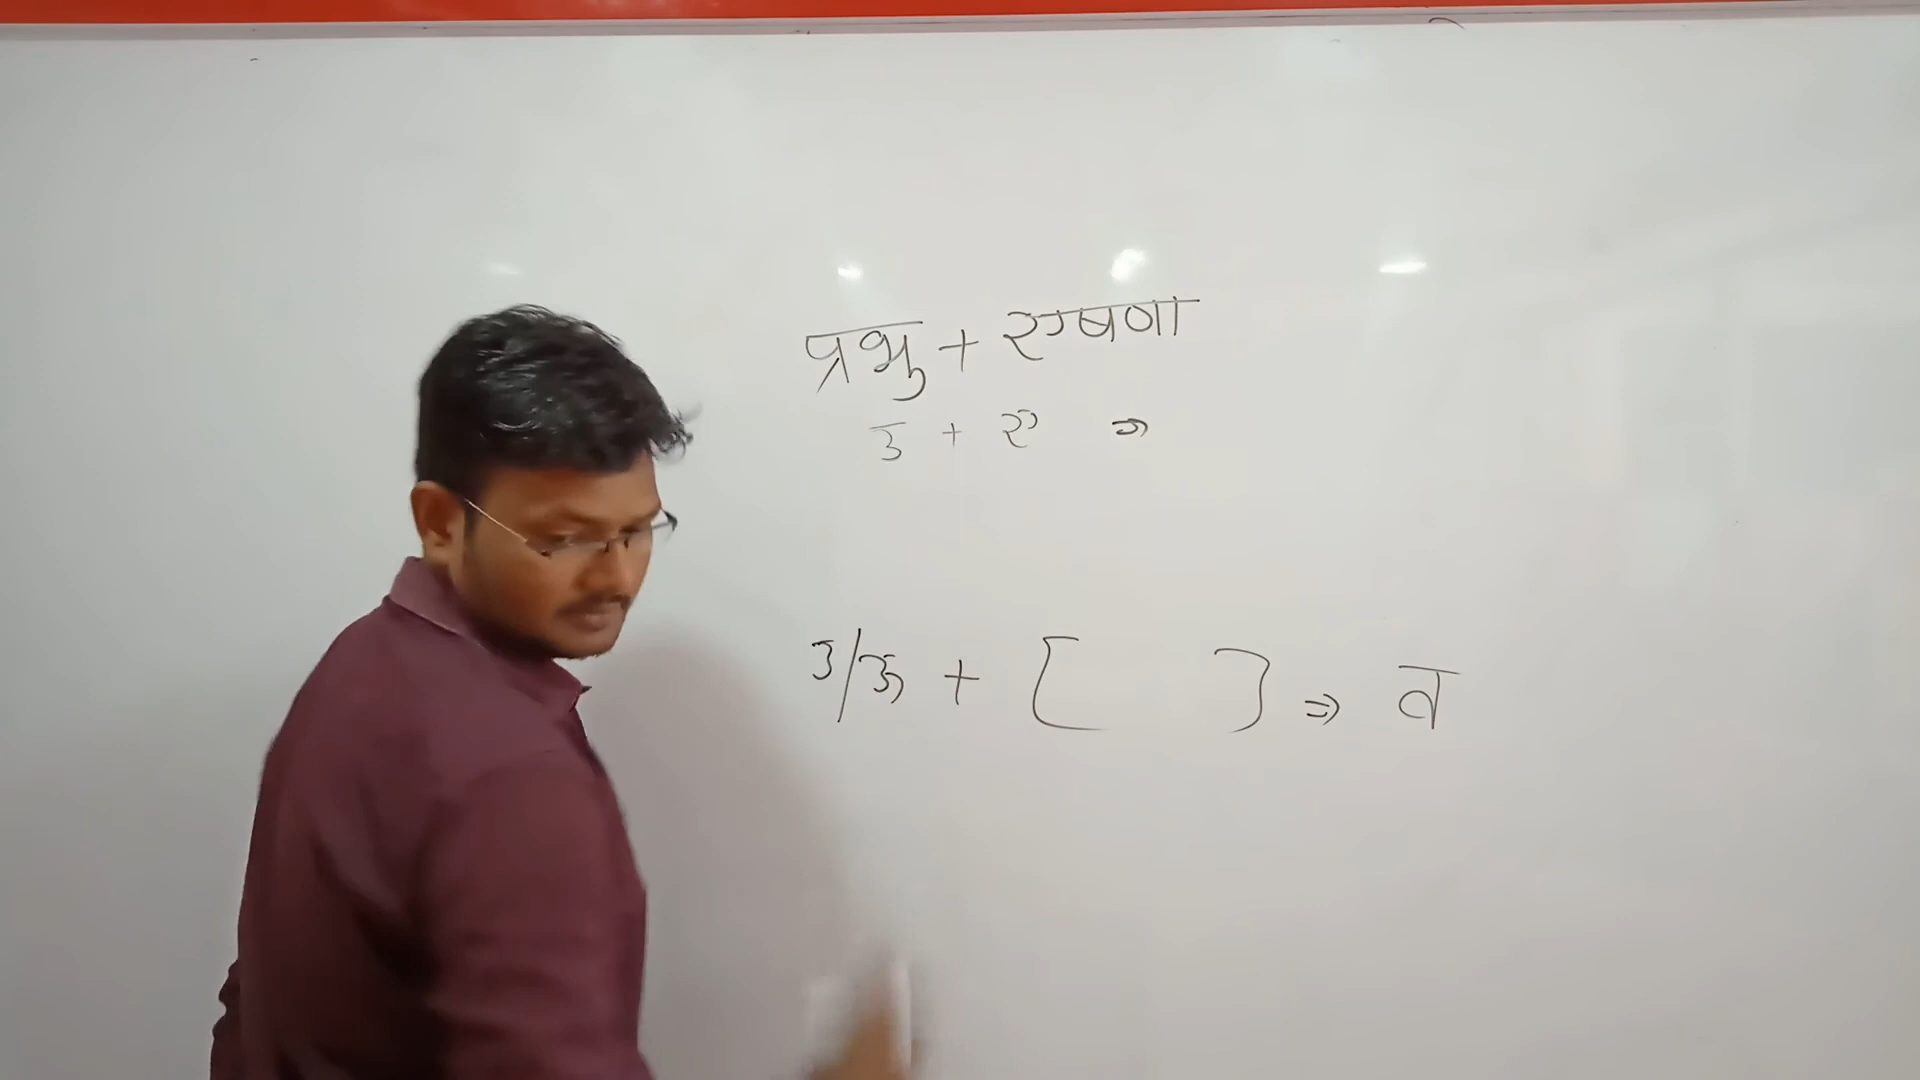 प्रभु + एषणा
उ + ए ⇒
उ/ऊ + [ ] ⇒ व